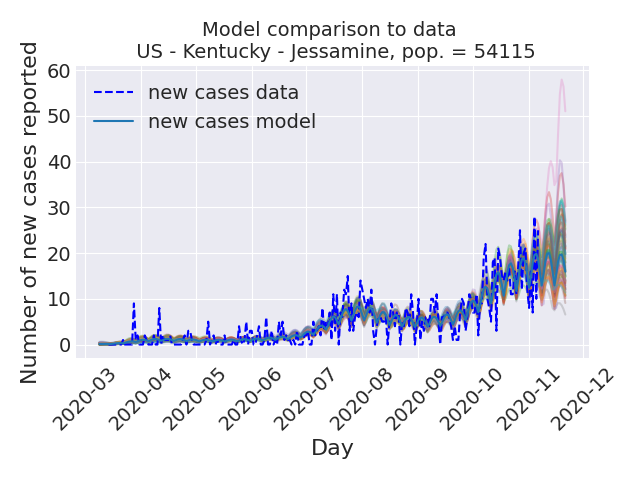 Model comparison to data
US - Kentucky - Jessamine, pop. = 54115
Number of new cases reported
60
50
40
30
20
10
0
new cases data
new cases model
2020-03
2020-04
2020-05
2020-06
2020-07
2020-08
2020-09
2020-10
2020-11
2020-12
Day